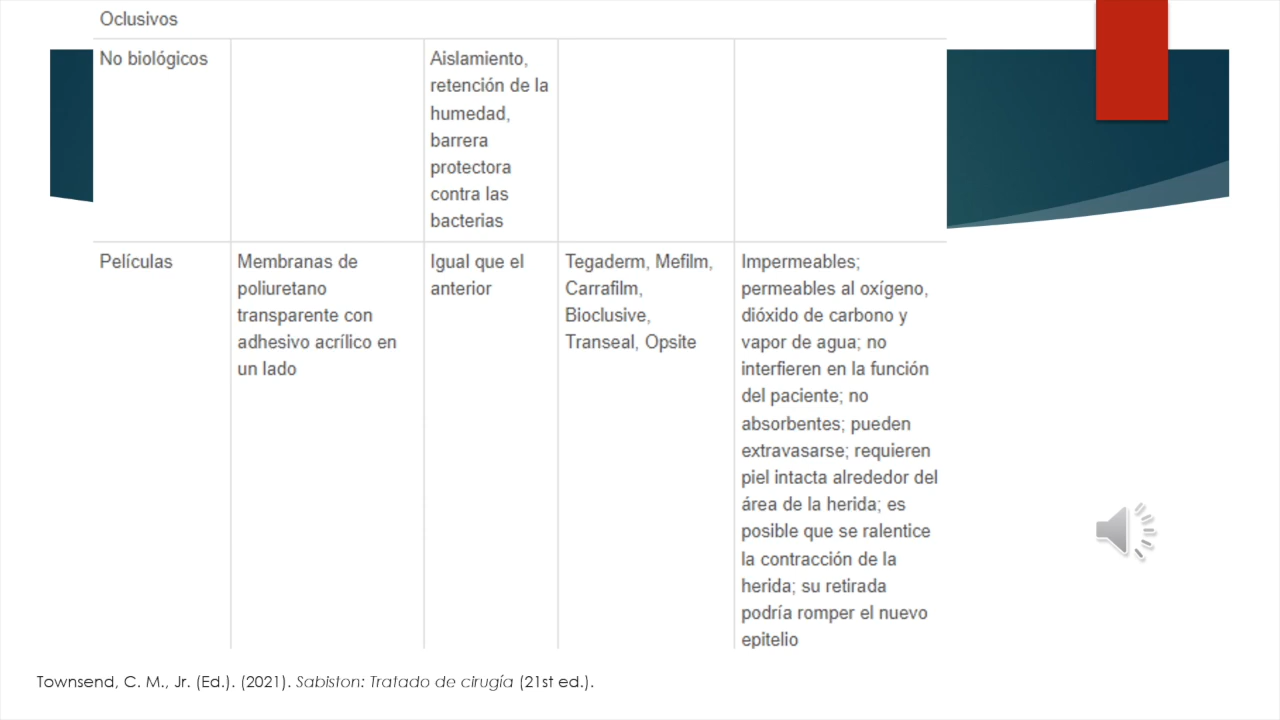 Oclusivos
No biológicos
Aislamiento,
retención de la
humedad,
barrera
protectora
contra las
bacterias
Películas
Membranas de
poliuretano
transparente con
adhesivo acrílico en
un lado
Igual que el
anterior
Tegaderm, Mefilm,
Carrafilm,
Bioclusive,
Transeal, Opsite
Impermeables;
permeables al oxígeno,
dióxido de carbono y
vapor de agua; no
interfieren en la función
del paciente; no
absorbentes; pueden
extravasarse; requieren
piel intacta alrededor del
área de la herida; es
posible que se ralentice
la contracción de la
herida; su retirada
podría romper el nuevo
epitelio
Townsend, C. M., Jr. (Ed.). (2021). Sabiston: Tratado de cirugía (21st ed.).